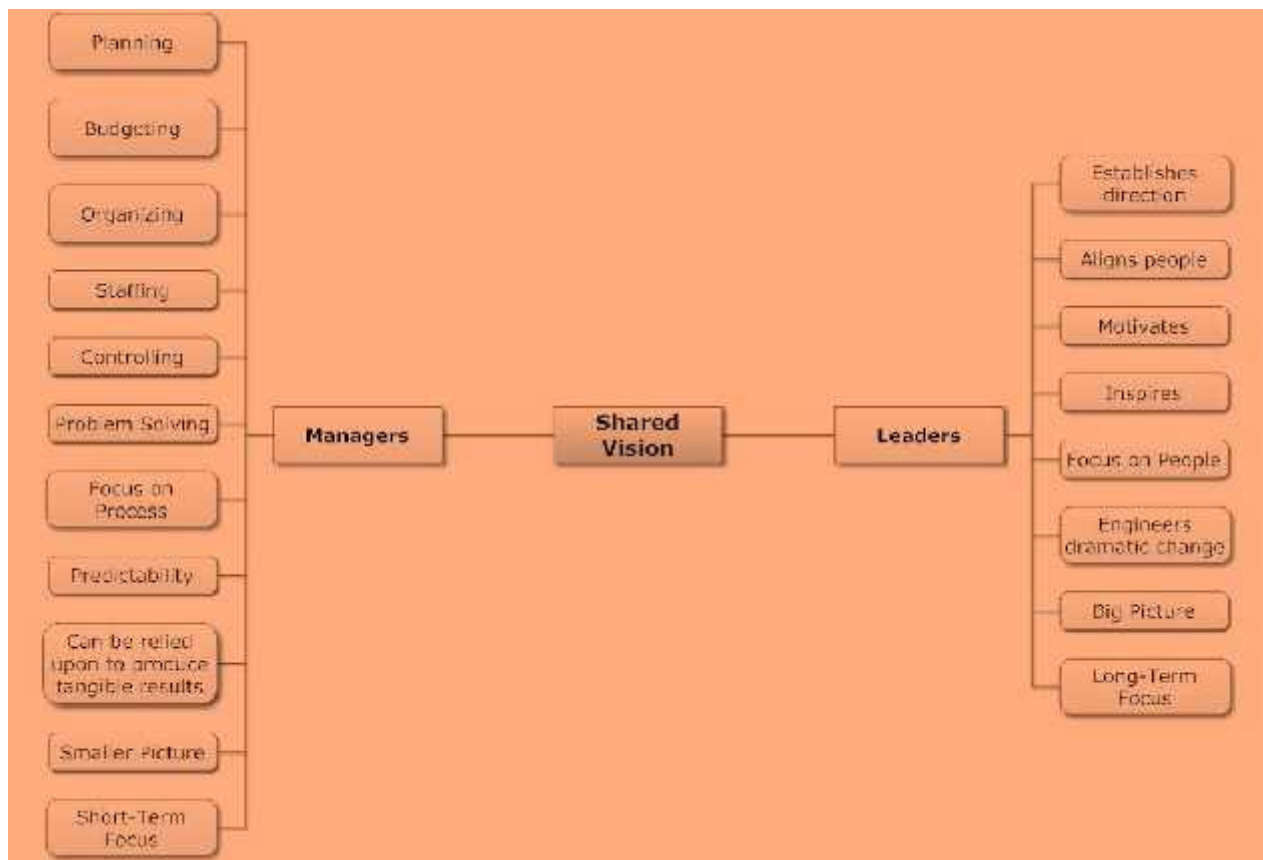 Planning
Budgeting
Organizing
Staffing
Controlling
Problem Solving
Focus on
Process
Predictability
Can be relied
upon to produce
tangible results
Smaller Picture
Short-Term
Focus
Managers
Shared
Vision
Leaders
Establishes
direction
Aligns people
Motivates
Inspires
Focus on People
Engineers
dramatic change
Big Picture
Long-Term
Focus